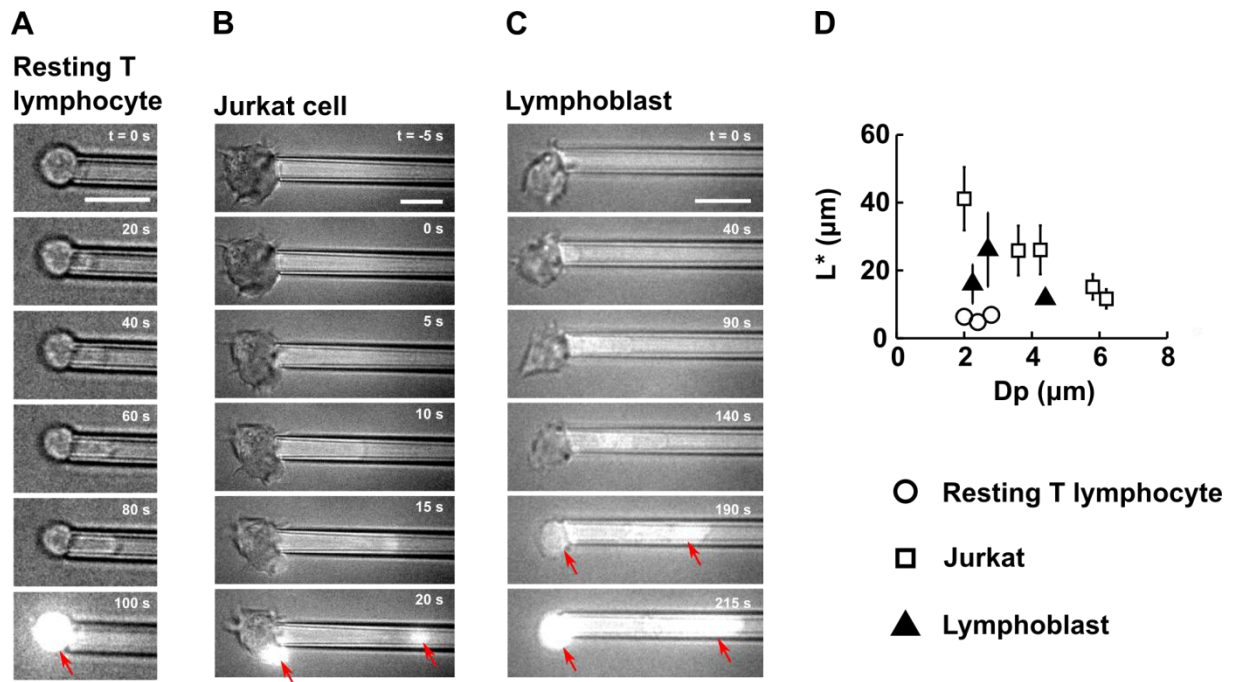 A
Resting T
lymphocyte
t = 0 s
20 s
40 s
60 s
80 s
100 s
B
Jurkat cell
t = -5 s
0 s
5 s
10 s
15 s
20 s
C
Lymphoblast
t = 0 s
40 s
90 s
140 s
190 s
215 s
D
60
40
20
0
L* (µm)
0 2 4 6 8
Dp (µm)
Resting T lymphocyte
Jurkat
Lymphoblast